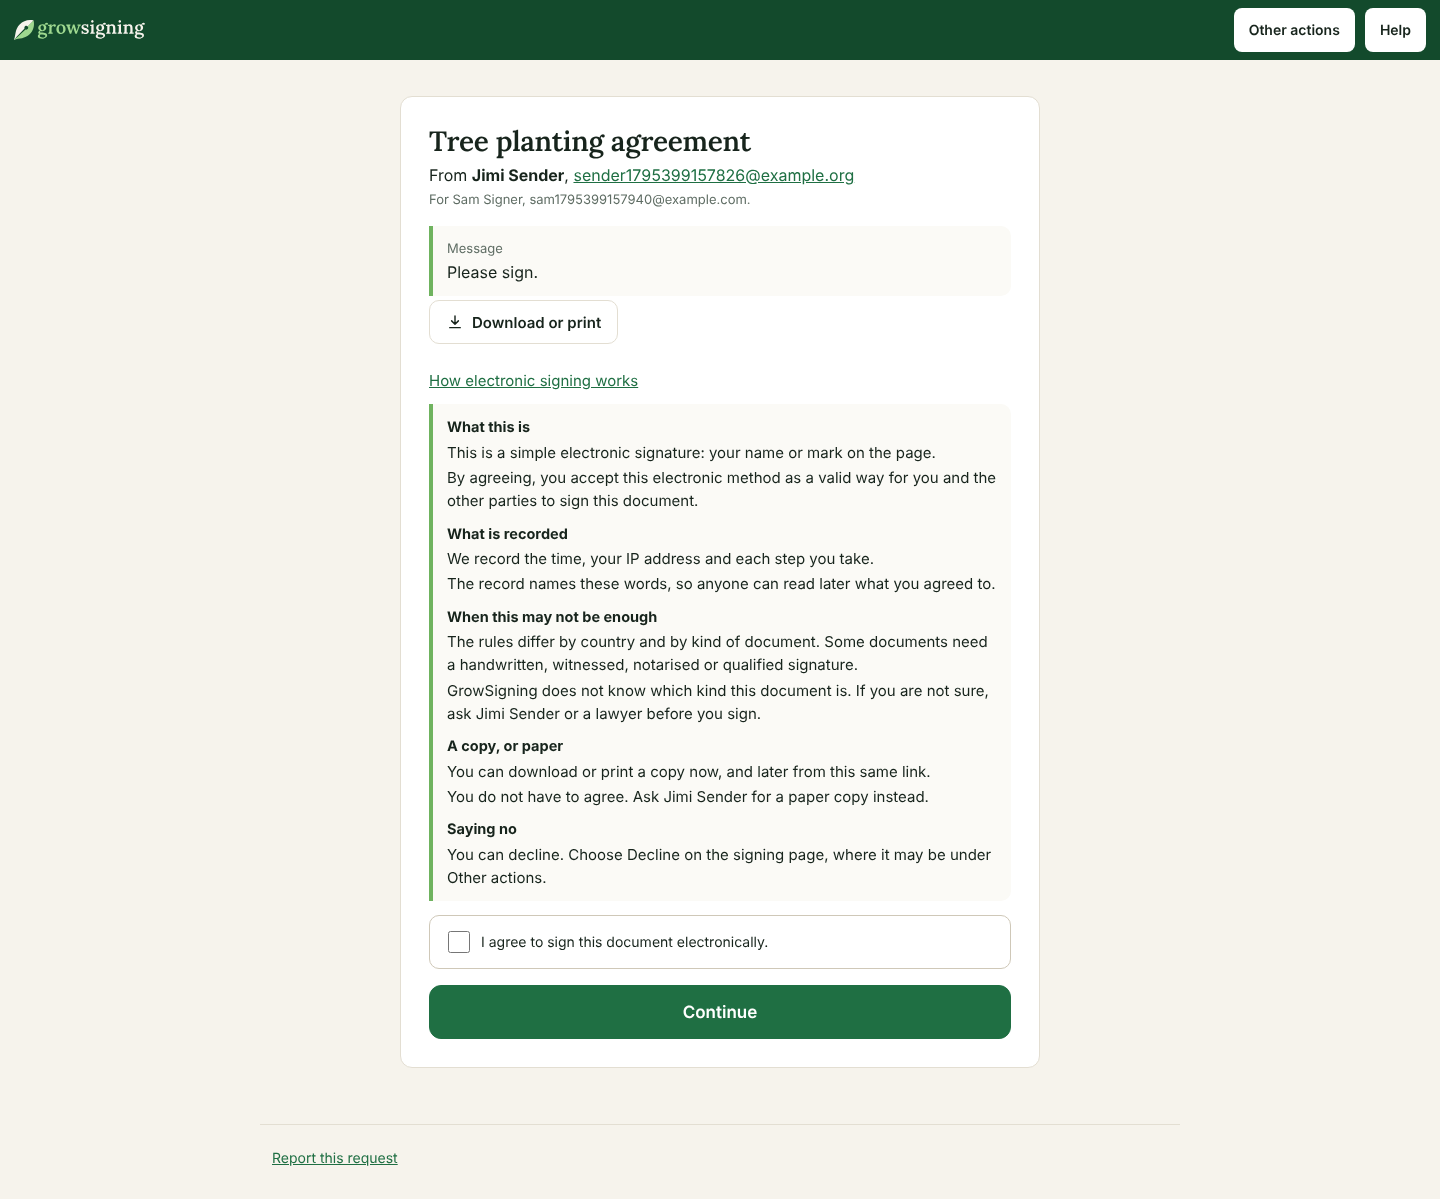 growsigning
Other actions
Help
Tree planting agreement
From Jimi Sender, sender1795399157826@example.org
For Sam Signer, sam1795399157940@example.com.
Message
Please sign.
Download or print
How electronic signing works
What this is
This is a simple electronic signature: your name or mark on the page.
By agreeing, you accept this electronic method as a valid way for you and the
other parties to sign this document.
What is recorded
We record the time, your IP address and each step you take.
The record names these words, so anyone can read later what you agreed to.
When this may not be enough
The rules differ by country and by kind of document. Some documents need
a handwritten, witnessed, notarised or qualified signature.
GrowSigning does not know which kind this document is. If you are not sure,
ask Jimi Sender or a lawyer before you sign.
A copy, or paper
You can download or print a copy now, and later from this same link.
You do not have to agree. Ask Jimi Sender for a paper copy instead.
Saying no
You can decline. Choose Decline on the signing page, where it may be under
Other actions.
I agree to sign this document electronically.
Continue
Report this request